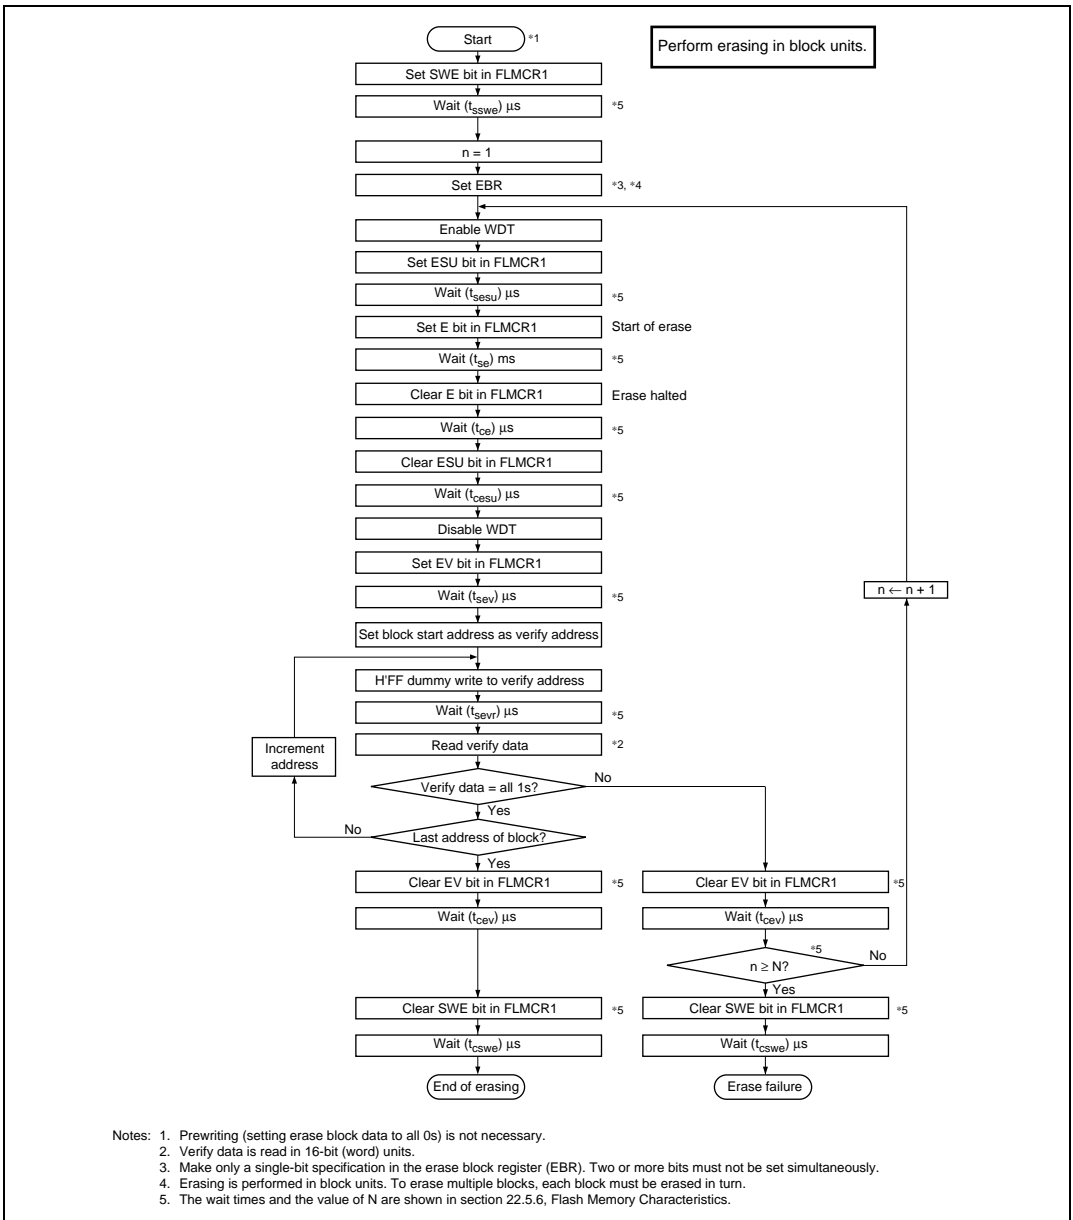 Start *1
Perform erasing in block units.
Set SWE bit in FLMCR1
Wait (tsswe) μs *5
n = 1
Set EBR *3, *4
Enable WDT
Set ESU bit in FLMCR1
Wait (tsesu) μs *5
Set E bit in FLMCR1 Start of erase
Wait (tse) ms *5
Clear E bit in FLMCR1 Erase halted
Wait (tce) μs *5
Clear ESU bit in FLMCR1
Wait (tcesu) μs *5
Disable WDT
Set EV bit in FLMCR1
Wait (tsev) μs *5
n ← n + 1
Set block start address as verify address
H'FF dummy write to verify address
Wait (tsevr) μs *5
Read verify data *2
Increment
address
Verify data = all 1s?
No
Yes
Last address of block?
No
Yes
Clear EV bit in FLMCR1 *5
Clear EV bit in FLMCR1 *5
Wait (tcev) μs
Wait (tcev) μs
n ≥ N? *5
No
Yes
Clear SWE bit in FLMCR1 *5
Clear SWE bit in FLMCR1 *5
Wait (tcswe) μs
Wait (tcswe) μs
End of erasing
Erase failure
Notes: 1. Prewriting (setting erase block data to all 0s) is not necessary.
2. Verify data is read in 16-bit (word) units.
3. Make only a single-bit specification in the erase block register (EBR). Two or more bits must not be set simultaneously.
4. Erasing is performed in block units. To erase multiple blocks, each block must be erased in turn.
5. The wait times and the value of N are shown in section 22.5.6, Flash Memory Characteristics.